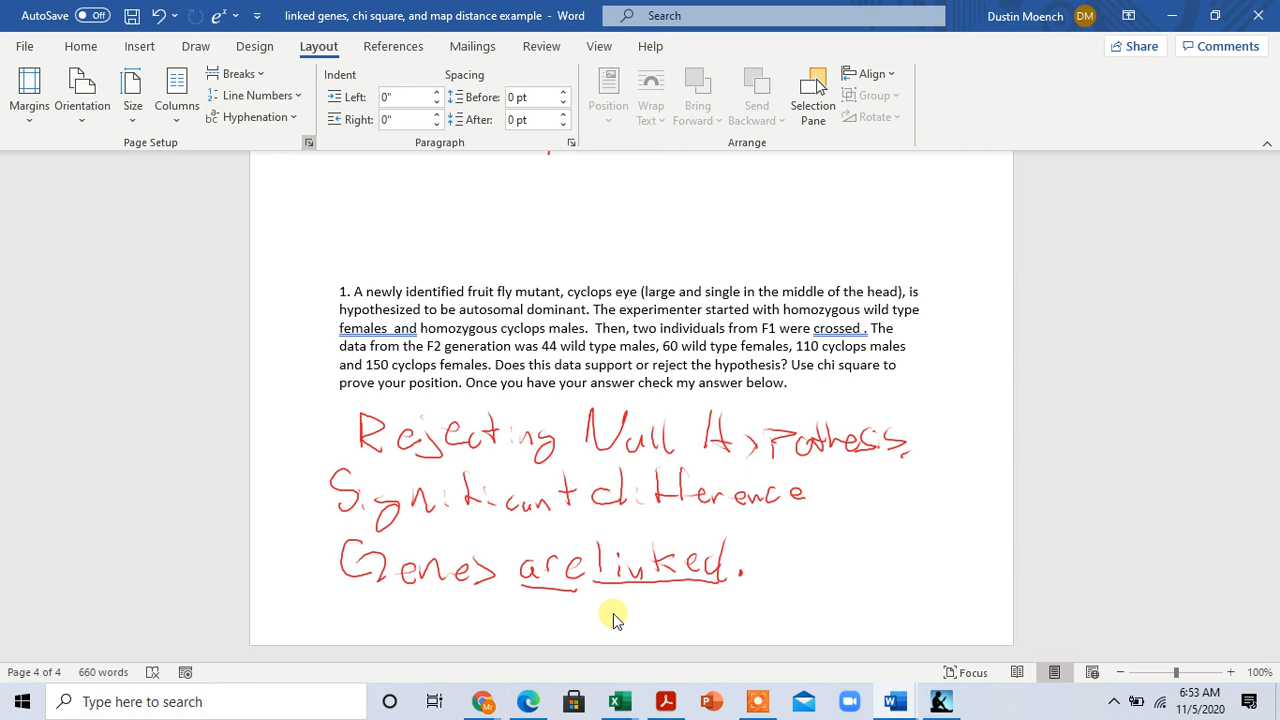 AutoSave Off linked genes, chi square, and map distance example - Word Search Dustin Moench DM
File Home Insert Draw Design Layout References Mailings Review View Help Share Comments
Margins Orientation Size Columns Breaks Line Numbers Hyphenation
Indent Left: 0" Right: 0"
Spacing Before: 0 pt After: 0 pt
Position Wrap Text Bring Forward Send Backward Selection Pane Align Group Rotate
Page Setup Paragraph Arrange
1. A newly identified fruit fly mutant, cyclops eye (large and single in the middle of the head), is
hypothesized to be autosomal dominant. The experimenter started with homozygous wild type
females and homozygous cyclops males. Then, two individuals from F1 were crossed . The
data from the F2 generation was 44 wild type males, 60 wild type females, 110 cyclops males
and 150 cyclops females. Does this data support or reject the hypothesis? Use chi square to
prove your position. Once you have your answer check my answer below.
Rejecting Null Hypothesis.
Significant difference
Genes are linked.
Page 4 of 4 660 words Focus 100%
Type here to search 6:53 AM
11/5/2020